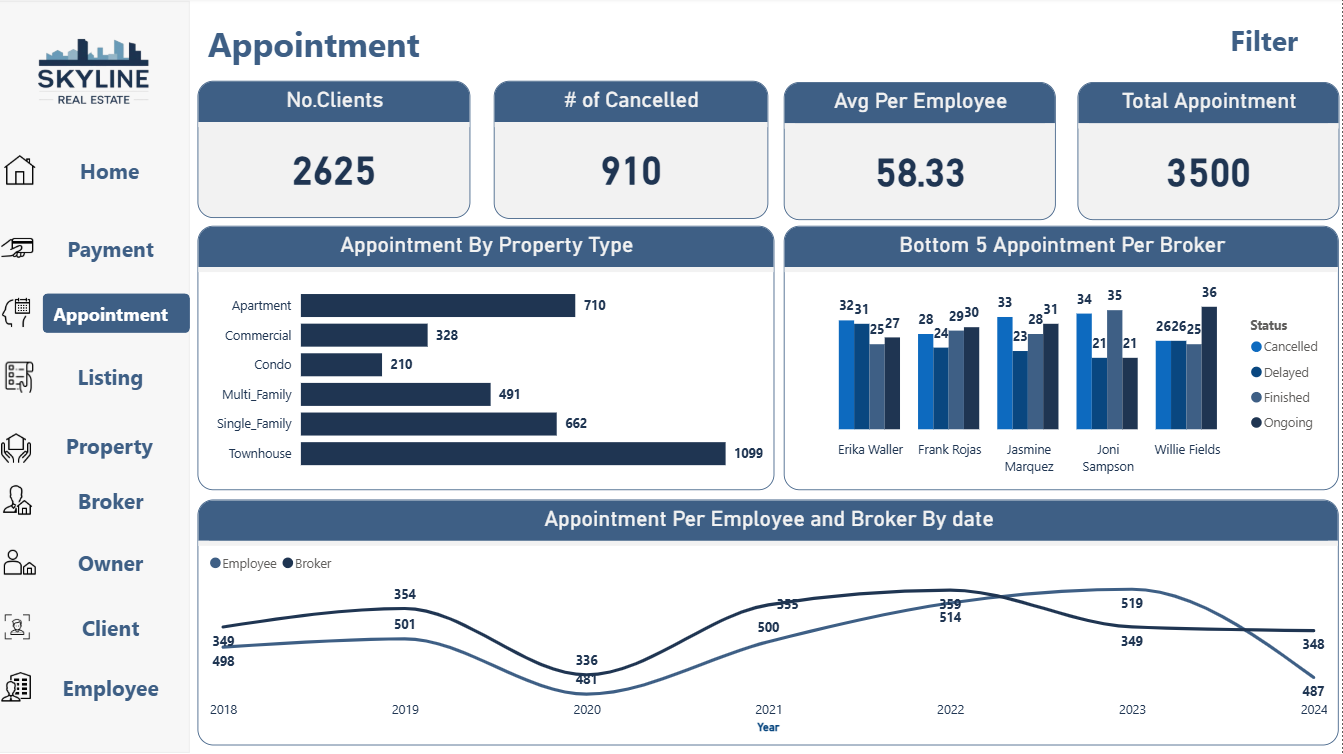 SKYLINE
REAL ESTATE
Home
Payment
Appointment
Listing
Property
Broker
Owner
Client
Employee
Appointment
Filter
No.Clients
2625
# of Cancelled
910
Avg Per Employee
58.33
Total Appointment
3500
Appointment By Property Type
Apartment 710
Commercial 328
Condo 210
Multi_Family 491
Single_Family 662
Townhouse 1099
Bottom 5 Appointment Per Broker
32 31 25 27
28 24 29 30
33 23 28 31
34 21 35 21
26 26 25 36
Erika Waller
Frank Rojas
Jasmine
Marquez
Joni
Sampson
Willie Fields
Status
Cancelled
Delayed
Finished
Ongoing
Appointment Per Employee and Broker By date
Employee Broker
349 354 336 355 359 349 348
498 501 481 500 514 519 487
2018 2019 2020 2021 2022 2023 2024
Year